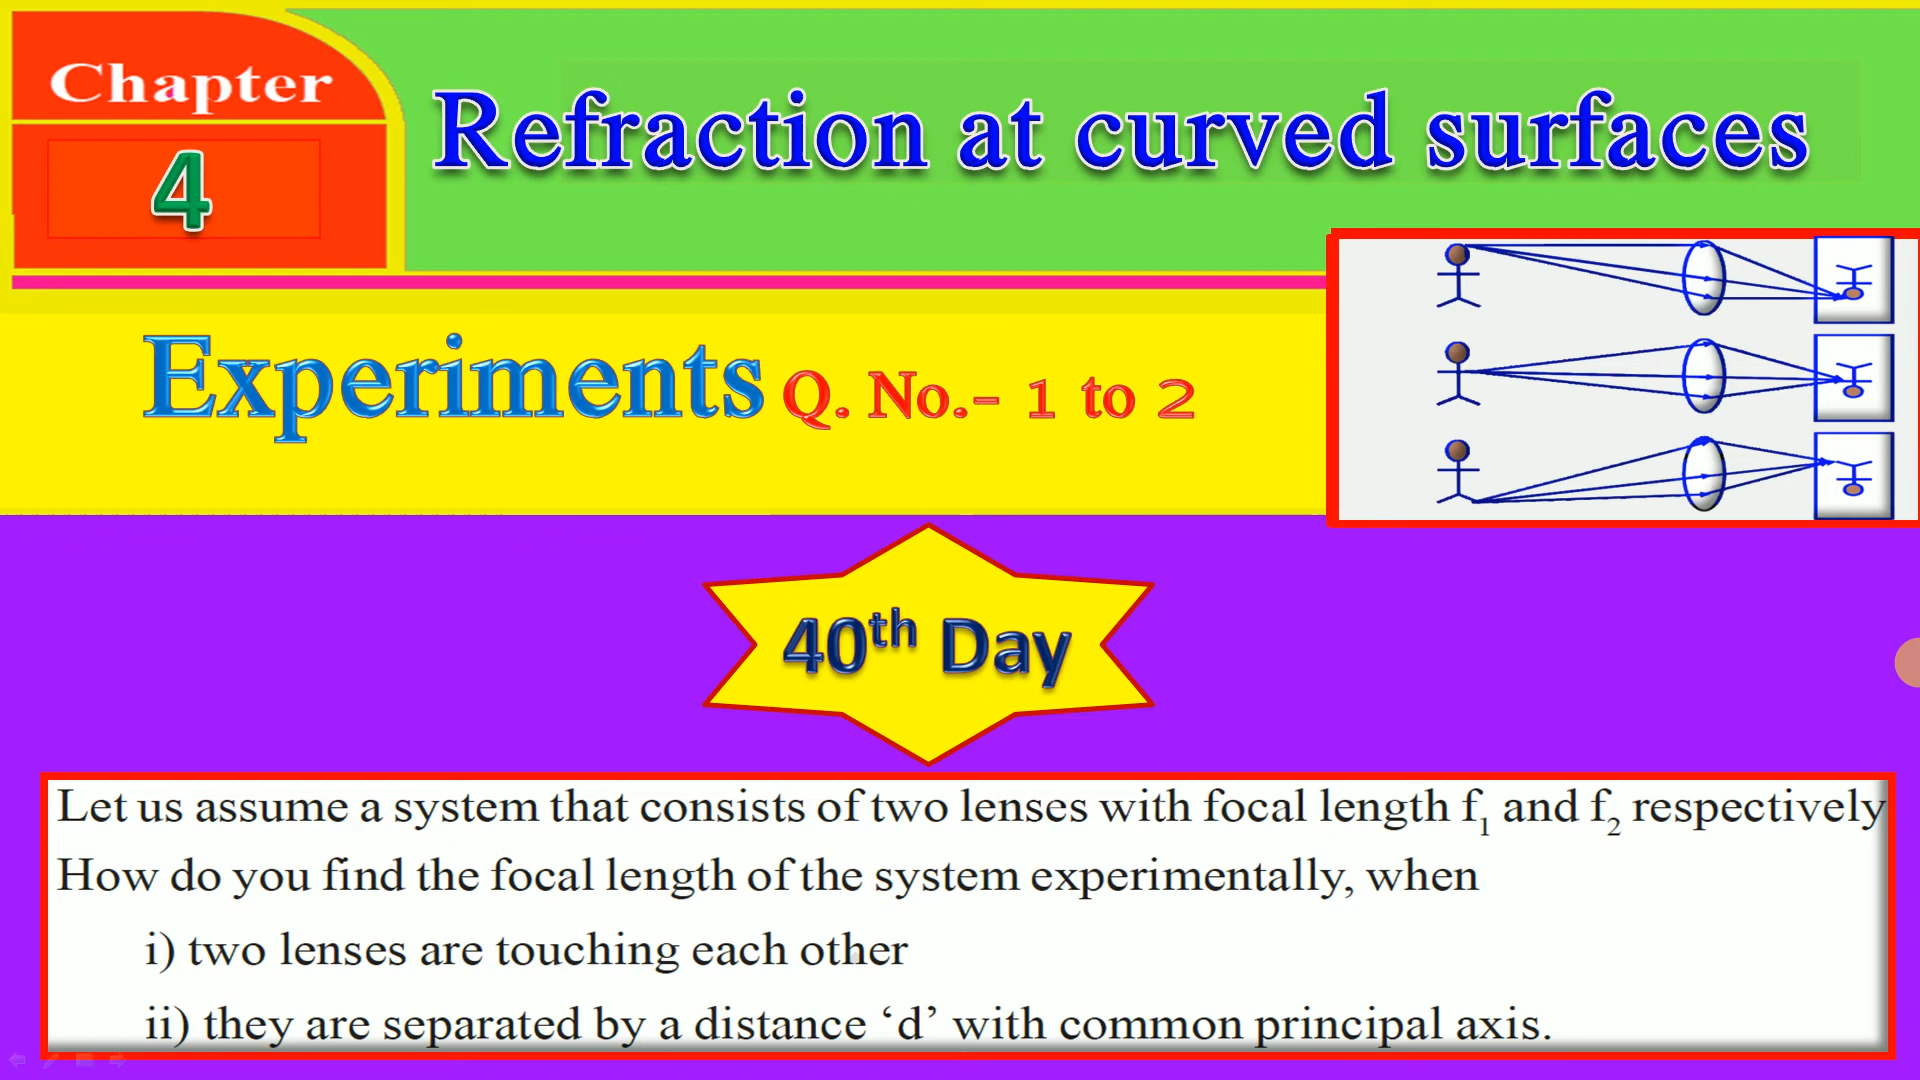 Chapter
4
Refraction at curved surfaces
Experiments Q. No.- 1 to 2
40th Day
Let us assume a system that consists of two lenses with focal length f1 and f2 respectively
How do you find the focal length of the system experimentally, when
i) two lenses are touching each other
ii) they are separated by a distance ‘d’ with common principal axis.